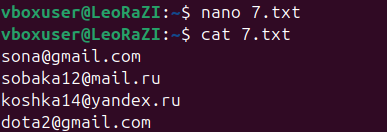 vboxuser@LeoRaZI:~$ nano 7.txt
vboxuser@LeoRaZI:~$ cat 7.txt
sona@gmail.com
sobaka12@mail.ru
koshka14@yandex.ru
dota2@gmail.com